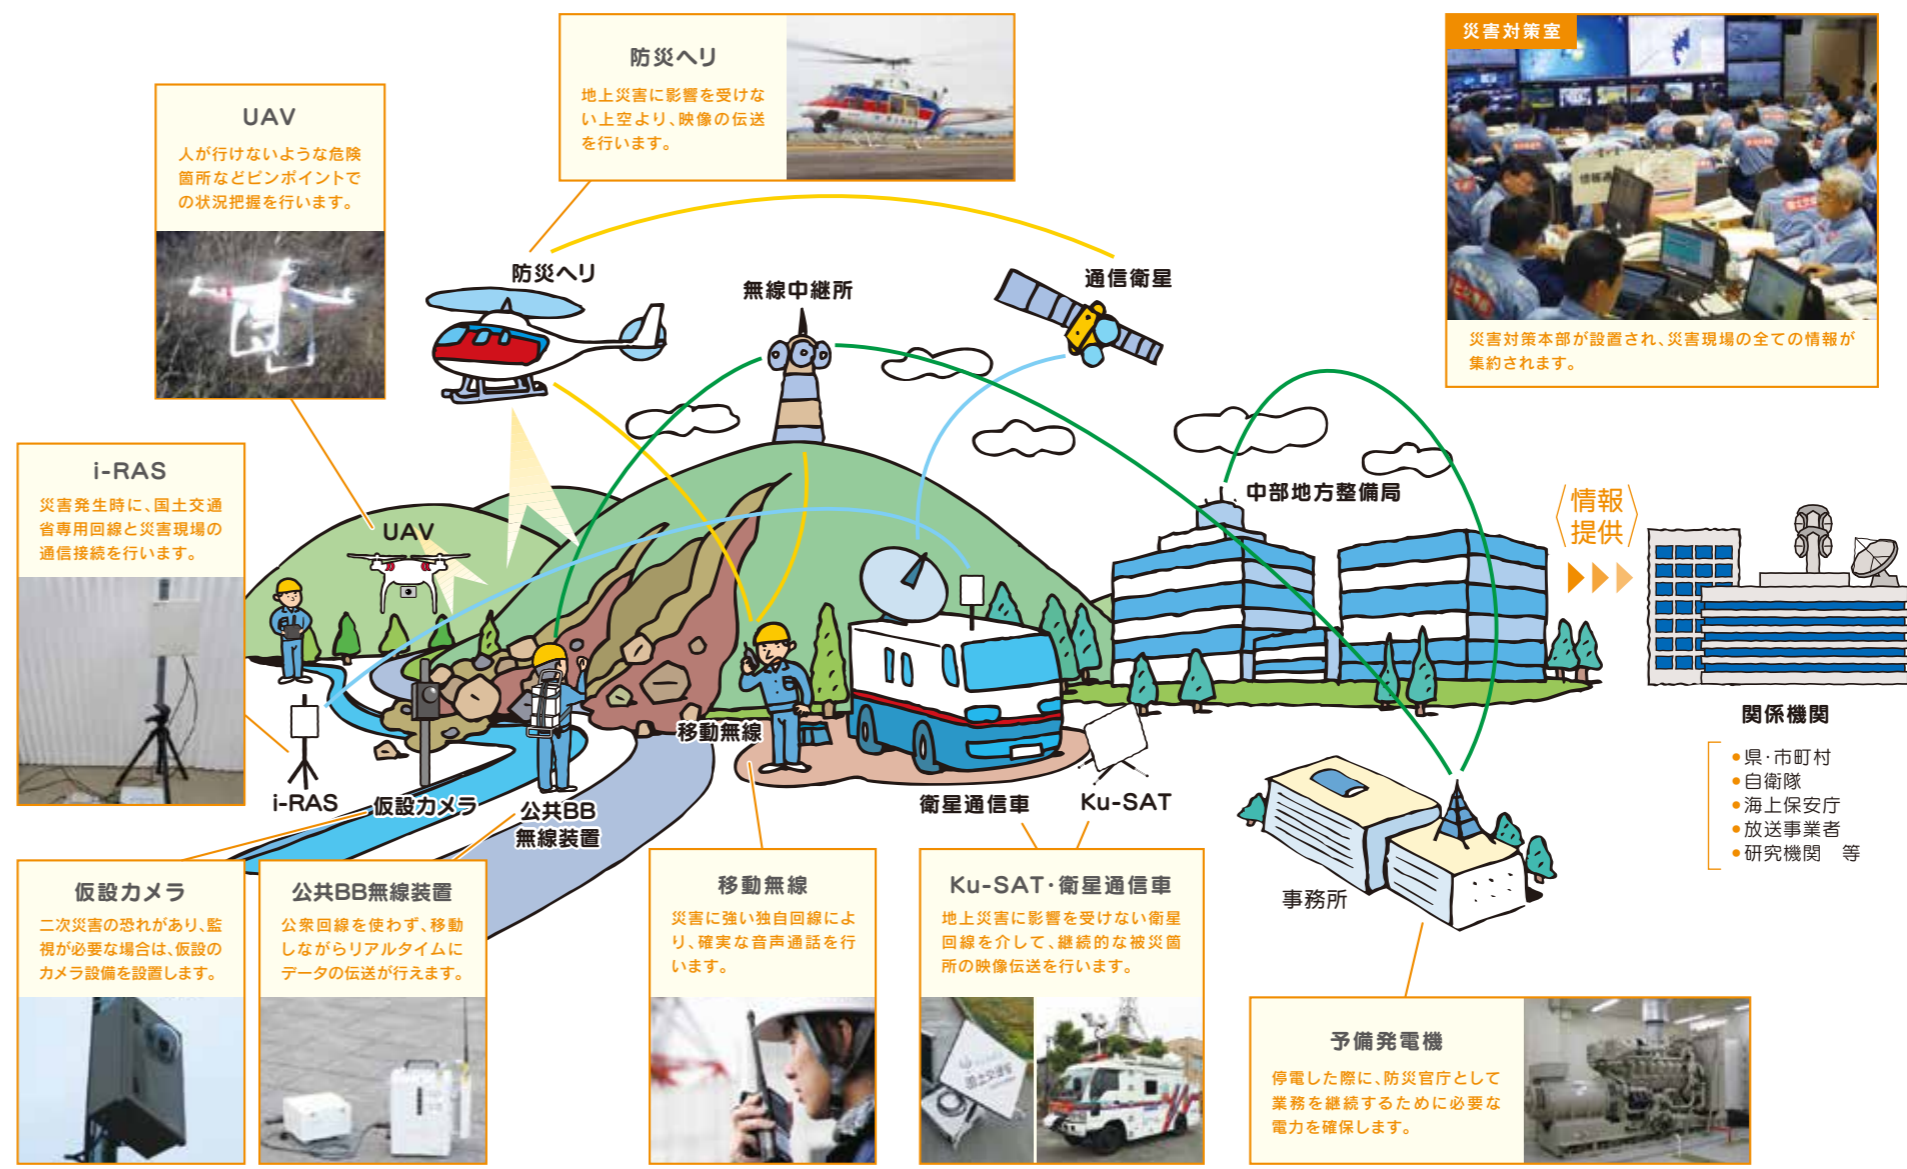 防災ヘリ
地上災害に影響を受けな
い上空より、映像の伝送
を行います。
災害対策室
災害対策本部が設置され、災害現場の全ての情報が
集約されます。
UAV
人が行けないような危険
箇所などピンポイントで
の状況把握を行います。
防災ヘリ
無線中継所
通信衛星
i-RAS
災害発生時に、国土交通
省専用回線と災害現場の
通信接続を行います。
UAV
中部地方整備局
情報
提供
関係機関
●県・市町村
●自衛隊
●海上保安庁
●放送事業者
●研究機関　等
移動無線
i-RAS
仮設カメラ
公共BB
無線装置
衛星通信車
Ku-SAT
事務所
仮設カメラ
二次災害の恐れがあり、監
視が必要な場合は、仮設の
カメラ設備を設置します。
公共BB無線装置
公衆回線を使わず、移動
しながらリアルタイムに
データの伝送が行えます。
移動無線
災害に強い独自回線によ
り、確実な音声通話を行
います。
Ku-SAT・衛星通信車
地上災害に影響を受けない衛星
回線を介して、継続的な被災箇
所の映像伝送を行います。
国土交通省
予備発電機
停電した際に、防災官庁として
業務を継続するために必要な
電力を確保します。